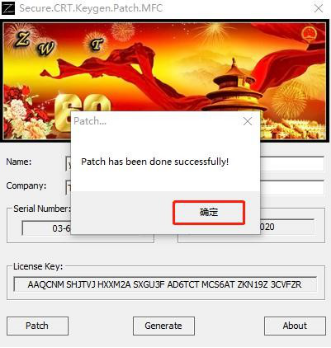 Secure.CRT.Keygen.Patch.MFC
Z W T
60
Patch...
Patch has been done successfully!
确定
Name:
Company:
Serial Number:
03-6
020
License Key:
AAQCNM SHJTVJ HXXM2A SXGU3F AD6TCT MCS6AT ZKN19Z 3CVFZR
Patch
Generate
About